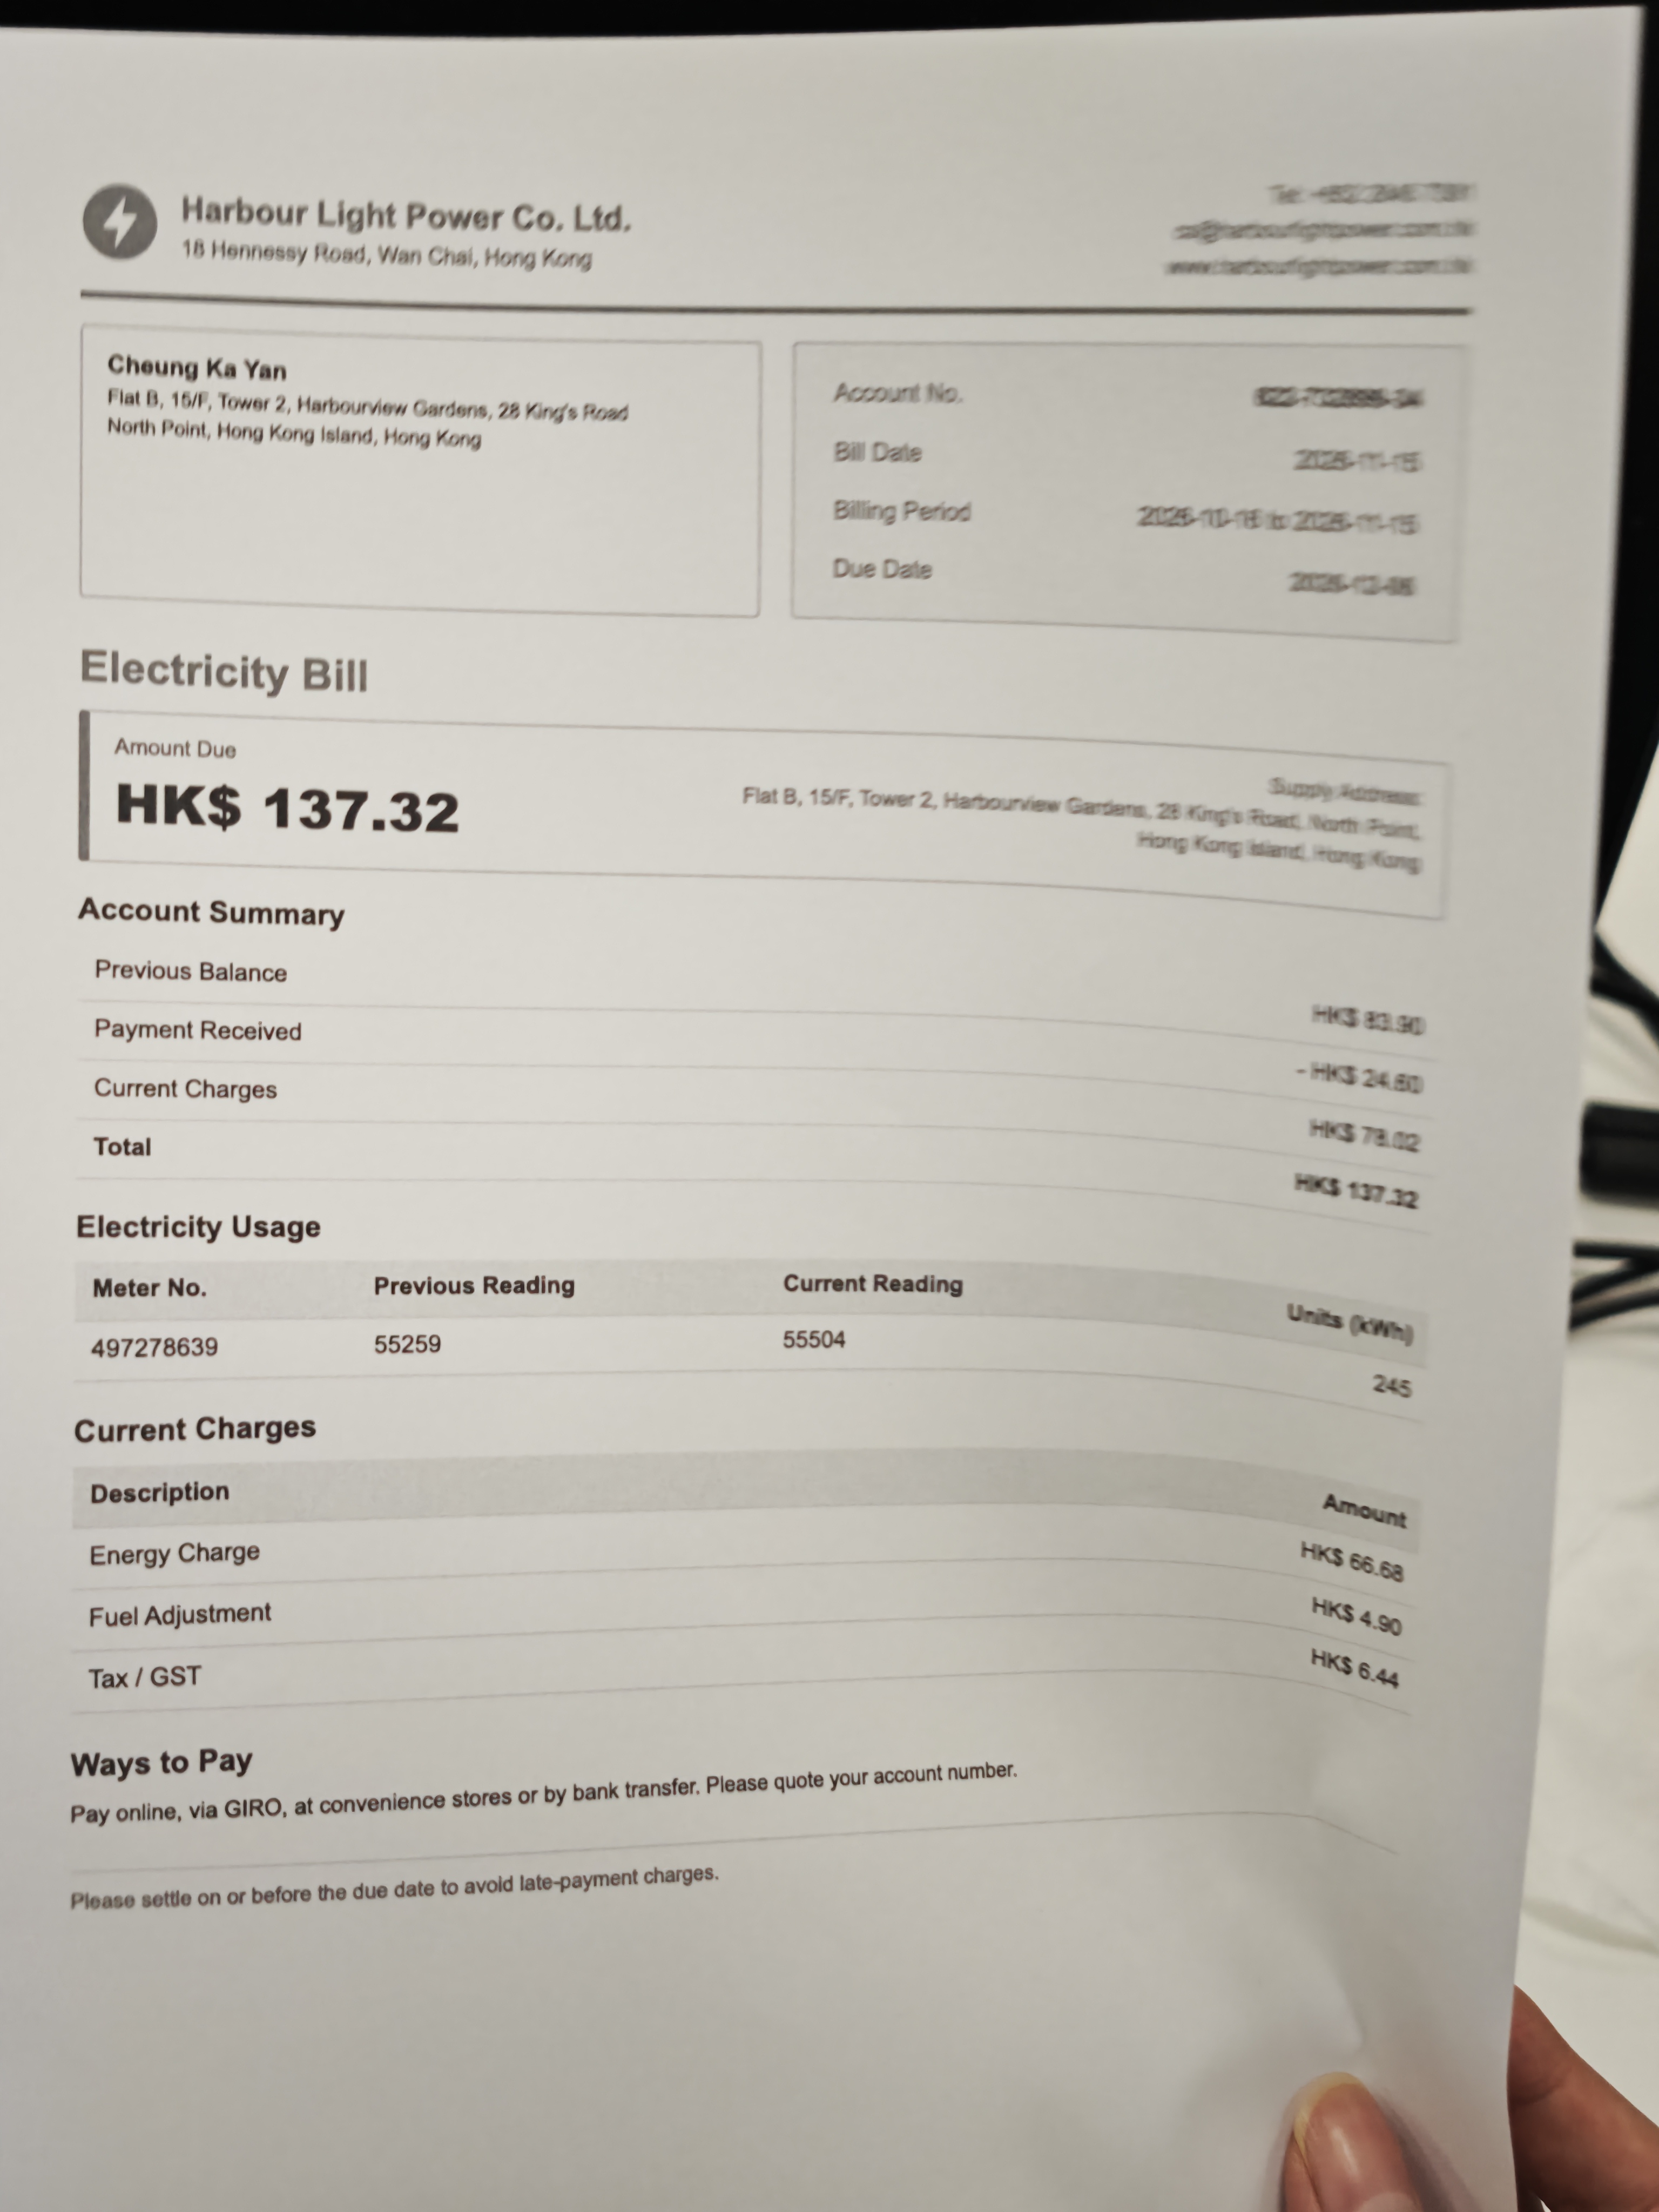 Harbour Light Power Co. Ltd.
18 Hennessy Road, Wan Chai, Hong Kong
Cheung Ka Yan
Flat B, 15/F, Tower 2, Harbourview Gardens, 28 King's Road
North Point, Hong Kong Island, Hong Kong
Account No.
Bill Date
Billing Period
Due Date
Electricity Bill
Amount Due
HK$ 137.32
Supply Address:
Flat B, 15/F, Tower 2, Harbourview Gardens, 28 King's Road, North Point,
Hong Kong Island, Hong Kong
Account Summary
Previous Balance HK$ 83.90
Payment Received - HK$ 24.60
Current Charges HK$ 78.02
Total HK$ 137.32
Electricity Usage
Meter No. Previous Reading Current Reading Units (kWh)
497278639 55259 55504 245
Current Charges
Description Amount
Energy Charge HK$ 66.68
Fuel Adjustment HK$ 4.90
Tax / GST HK$ 6.44
Ways to Pay
Pay online, via GIRO, at convenience stores or by bank transfer. Please quote your account number.
Please settle on or before the due date to avoid late-payment charges.